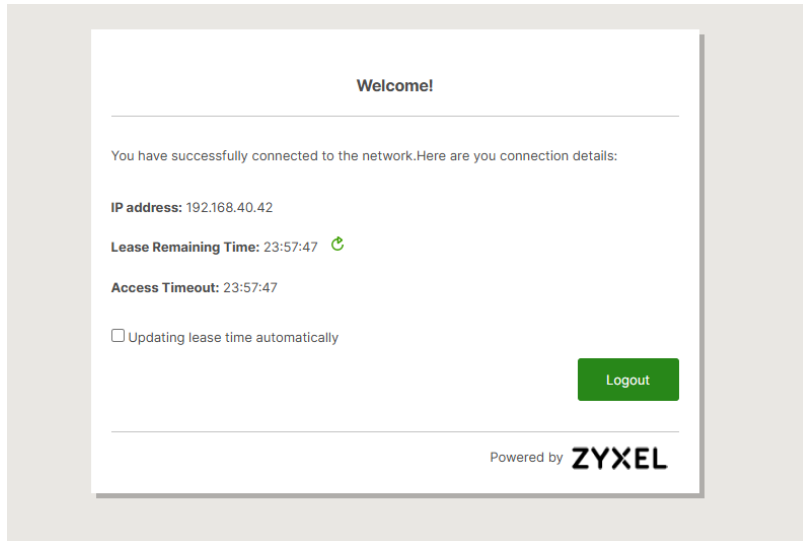 Welcome!
You have successfully connected to the network.Here are you connection details:
IP address: 192.168.40.42
Lease Remaining Time: 23:57:47
Access Timeout: 23:57:47
Updating lease time automatically
Logout
Powered by ZYXEL